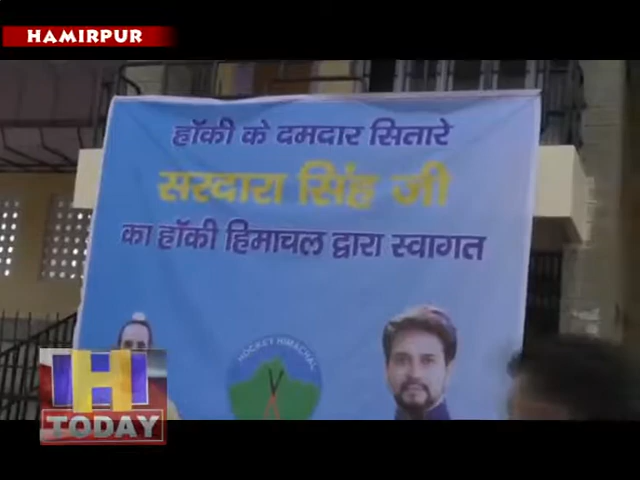 HAMIRPUR
हॉकी के दमदार सितारे
सरदारा सिंह जी
का हॉकी हिमाचल द्वारा स्वागत
HOCKEY HIMACHAL
H
TODAY